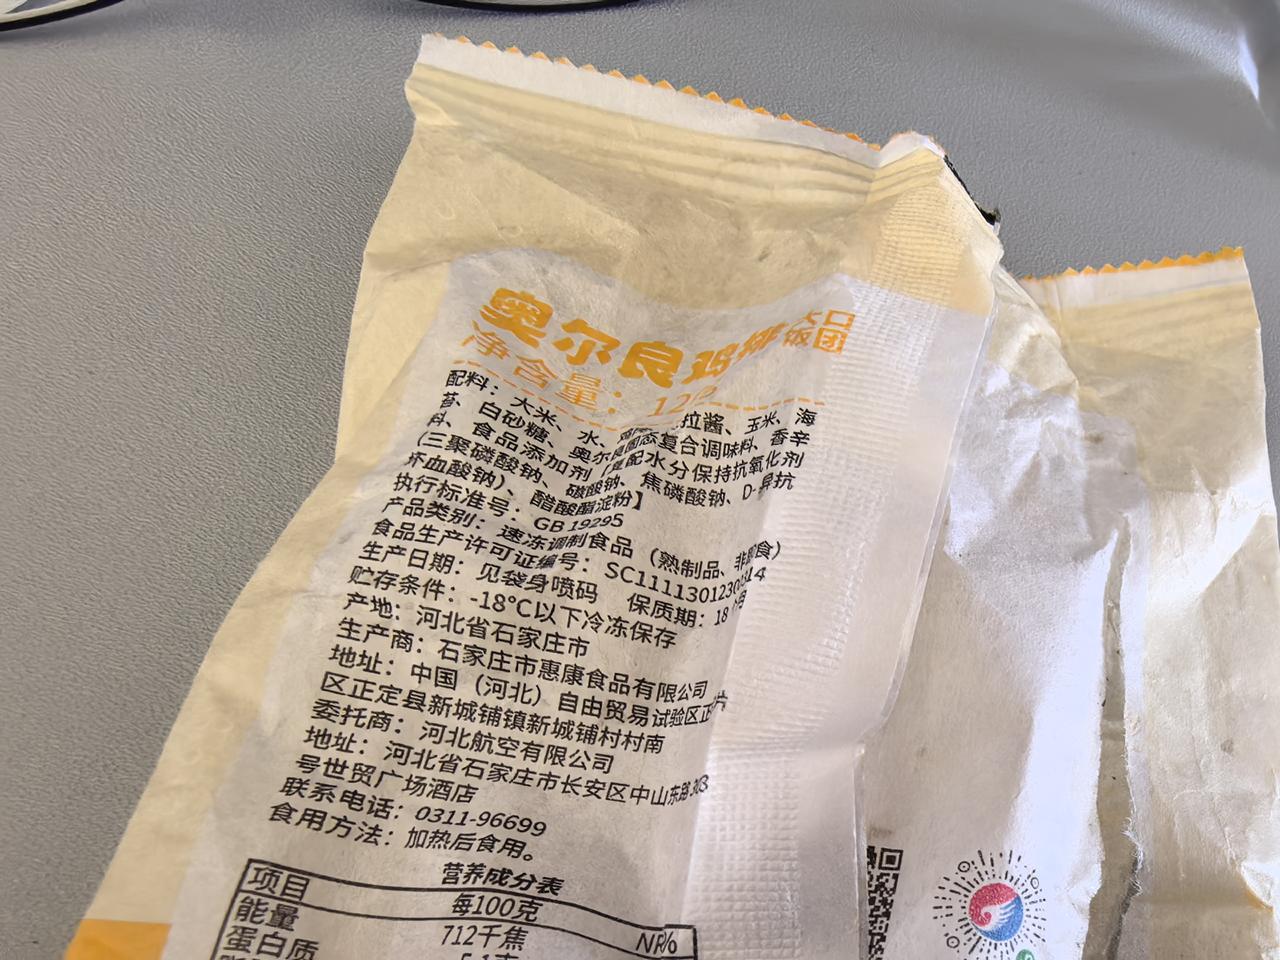 奥尔良鸡排大口饭团
净含量：
配料：大米、水、 拉酱、玉米、海
苔、白砂糖、奥尔良固态复合调味料、香辛
料、食品添加剂【复配水分保持抗氧化剂
(三聚磷酸钠、碳酸钠、焦磷酸钠、D-异抗
坏血酸钠)、醋酸酯淀粉】
执行标准号：GB 19295
产品类别：速冻调制食品（熟制品、非即食）
食品生产许可证编号：
生产日期：见袋身喷码 保质期：18个月
贮存条件：-18℃以下冷冻保存
产地：河北省石家庄市
生产商：石家庄市惠康食品有限公司
地址：中国（河北）自由贸易试验区正定片
区正定县新城铺镇新城铺村村南
委托商：河北航空有限公司
地址：河北省石家庄市长安区中山东路303
号世贸广场酒店
联系电话：0311-96699
食用方法：加热后食用。
营养成分表
项目 每100克 NRV%
能量 712千焦
蛋白质